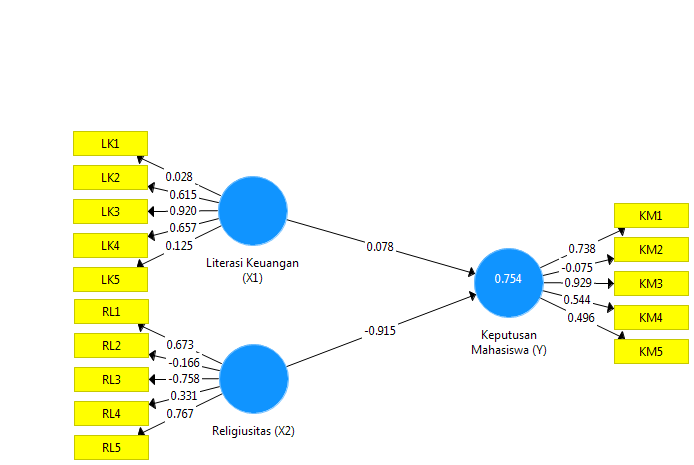 LK1
0.028
LK2
0.615
LK3
0.920
LK4
0.657
LK5
0.125
Literasi Keuangan
(X1)
0.078
RL1
0.673
RL2
-0.166
RL3
-0.758
RL4
0.331
RL5
0.767
Religiusitas (X2)
-0.915
0.754
Keputusan
Mahasiswa (Y)
KM1
0.738
KM2
-0.075
KM3
0.929
KM4
0.544
KM5
0.496